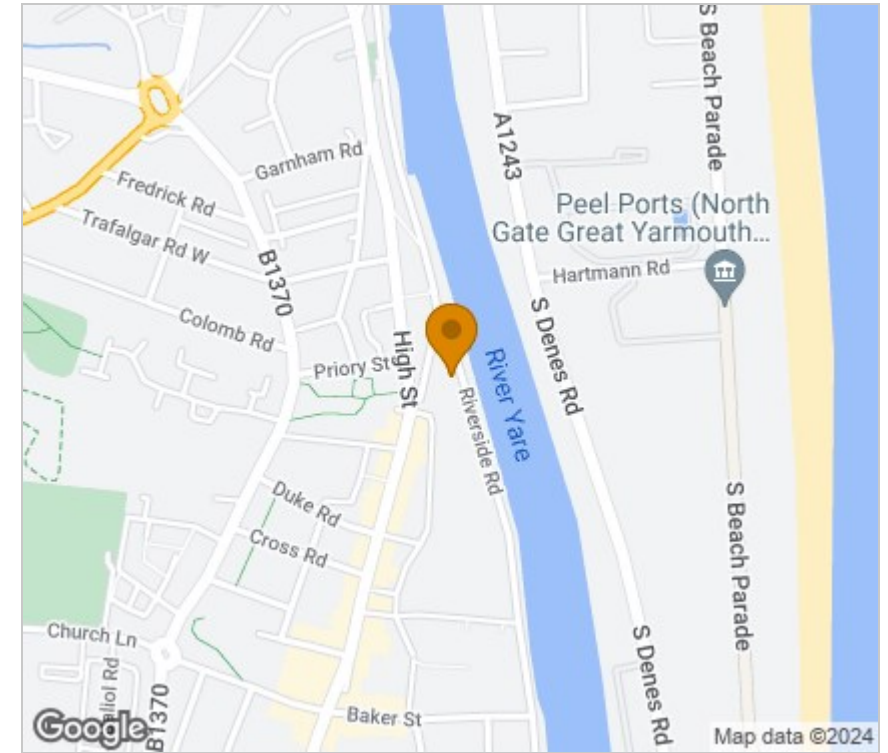 S Beach Parade
A1243
Garnham Rd
Fredrick Rd
Peel Ports (North
Gate Great Yarmouth...
Trafalgar Rd W
B1370
Hartmann Rd
Colomb Rd
S Denes Rd
High St
Priory St
River Yare
Riverside Rd
Duke Rd
S Beach Parade
Cross Rd
Church Ln
S Denes Rd
B1370
Baker St
Google
Map data ©2024